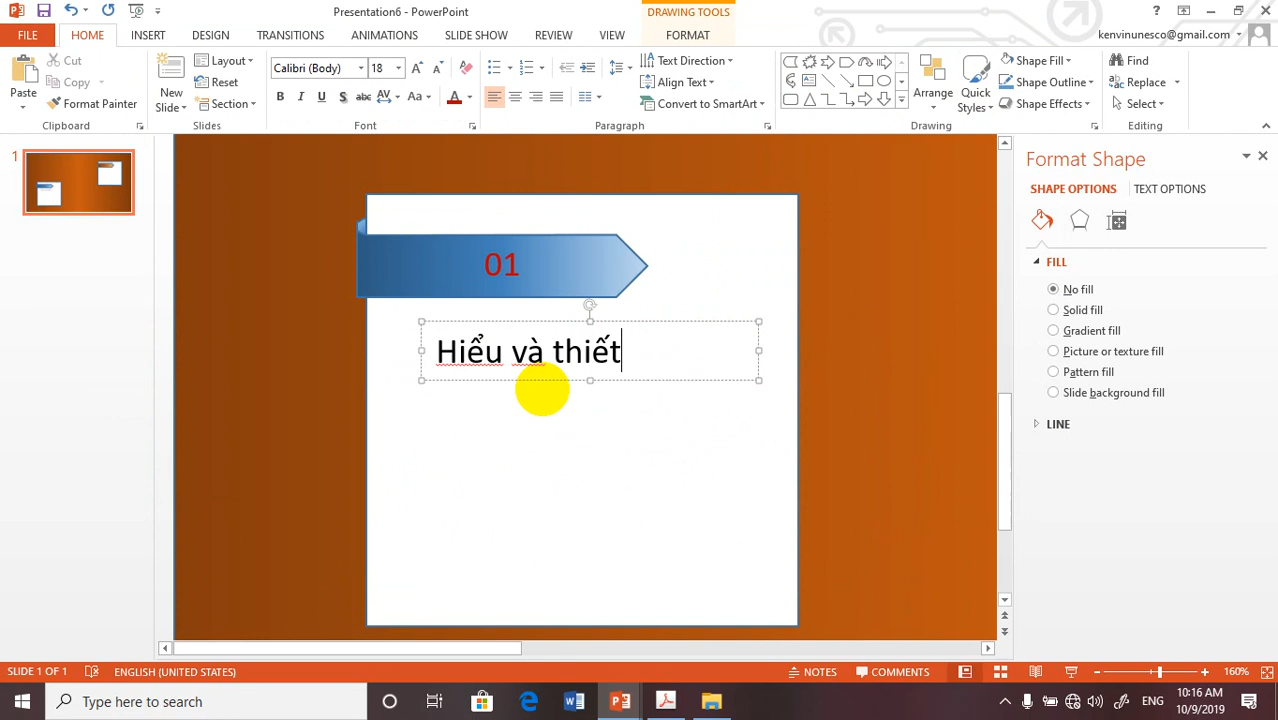 Presentation6 - PowerPoint
DRAWING TOOLS
FILE
HOME
INSERT
DESIGN
TRANSITIONS
ANIMATIONS
SLIDE SHOW
REVIEW
VIEW
FORMAT
kenvinunesco@gmail.com
Paste
Cut
Copy
Format Painter
Clipboard
New Slide
Layout
Reset
Section
Slides
Calibri (Body)
18
Font
Text Direction
Align Text
Convert to SmartArt
Paragraph
Arrange
Quick Styles
Shape Fill
Shape Outline
Shape Effects
Drawing
Find
Replace
Select
Editing
1
01
Hiểu và thiết
Format Shape
SHAPE OPTIONS
TEXT OPTIONS
FILL
No fill
Solid fill
Gradient fill
Picture or texture fill
Pattern fill
Slide background fill
LINE
SLIDE 1 OF 1
ENGLISH (UNITED STATES)
NOTES
COMMENTS
160%
Type here to search
ENG
10:16 AM
10/9/2019